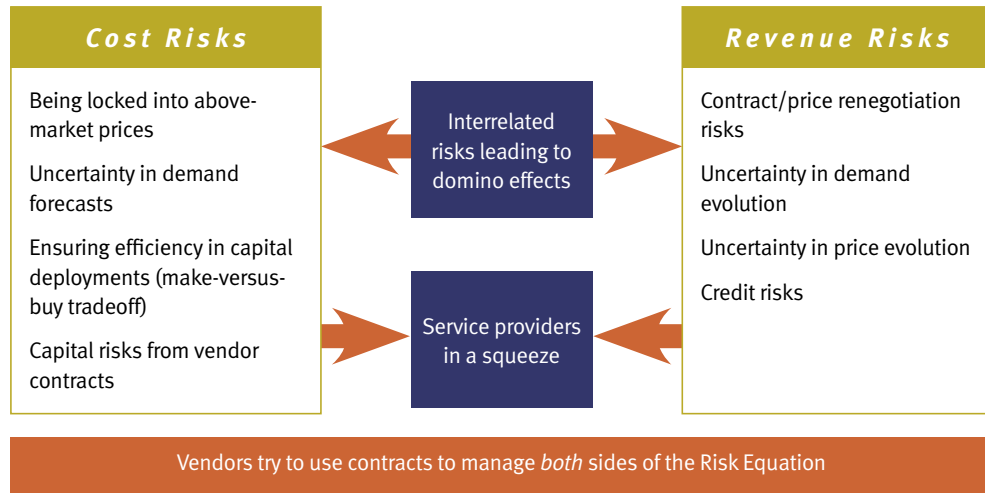 Cost Risks
Being locked into above-
market prices
Uncertainty in demand
forecasts
Ensuring efficiency in capital
deployments (make-versus-
buy tradeoff)
Capital risks from vendor
contracts
Interrelated
risks leading to
domino effects
Service providers
in a squeeze
Revenue Risks
Contract/price renegotiation
risks
Uncertainty in demand
evolution
Uncertainty in price evolution
Credit risks
Vendors try to use contracts to manage both sides of the Risk Equation